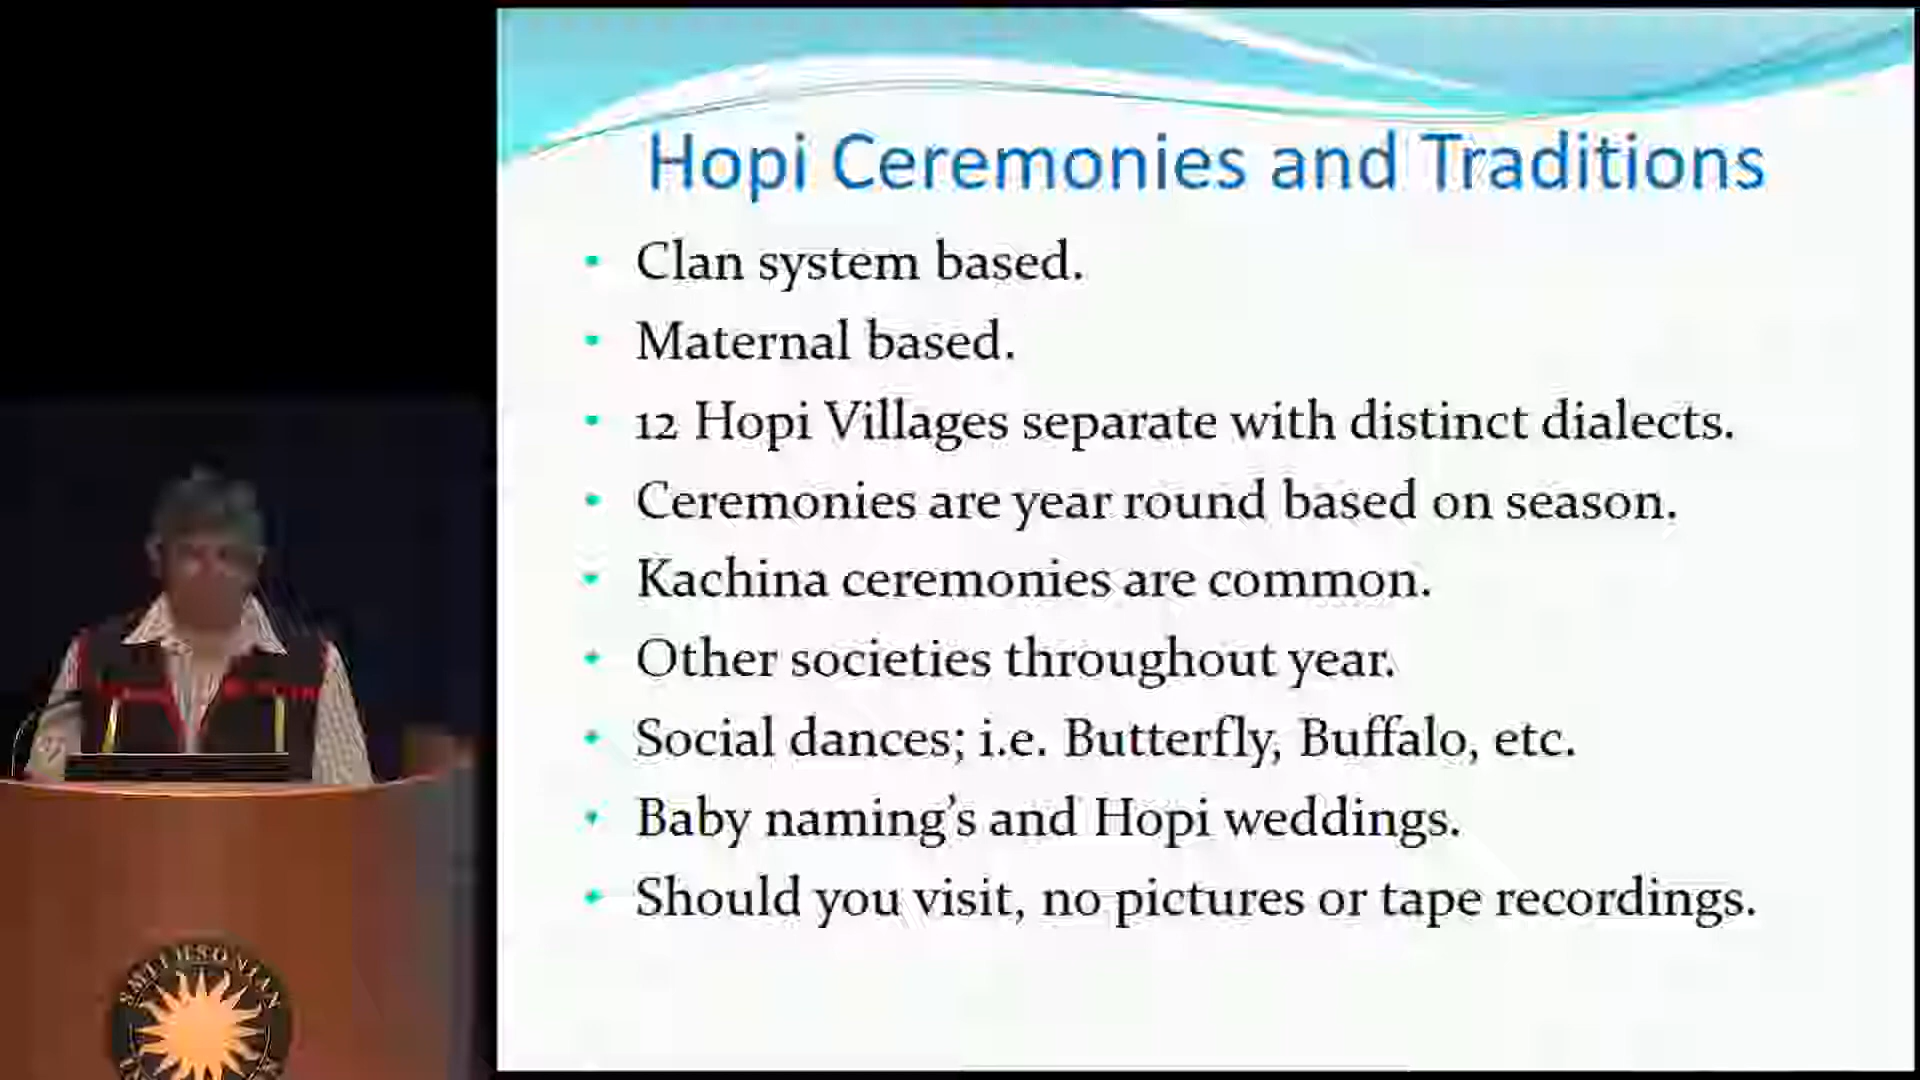 Hopi Ceremonies and Traditions
• Clan system based.
• Maternal based.
• 12 Hopi Villages separate with distinct dialects.
• Ceremonies are year round based on season.
• Kachina ceremonies are common.
• Other societies throughout year.
• Social dances; i.e. Butterfly, Buffalo, etc.
• Baby naming's and Hopi weddings.
• Should you visit, no pictures or tape recordings.
SMITHSONIAN